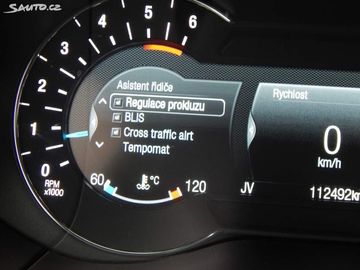 SAUTO.CZ
1
2
3
4
5
6
0
RPM
x1000
Asistent řidiče
Regulace prokluzu
BLIS
Cross traffic alrt
Tempomat
60
°C
120
Rychlost
0
km/h
JV
112492km